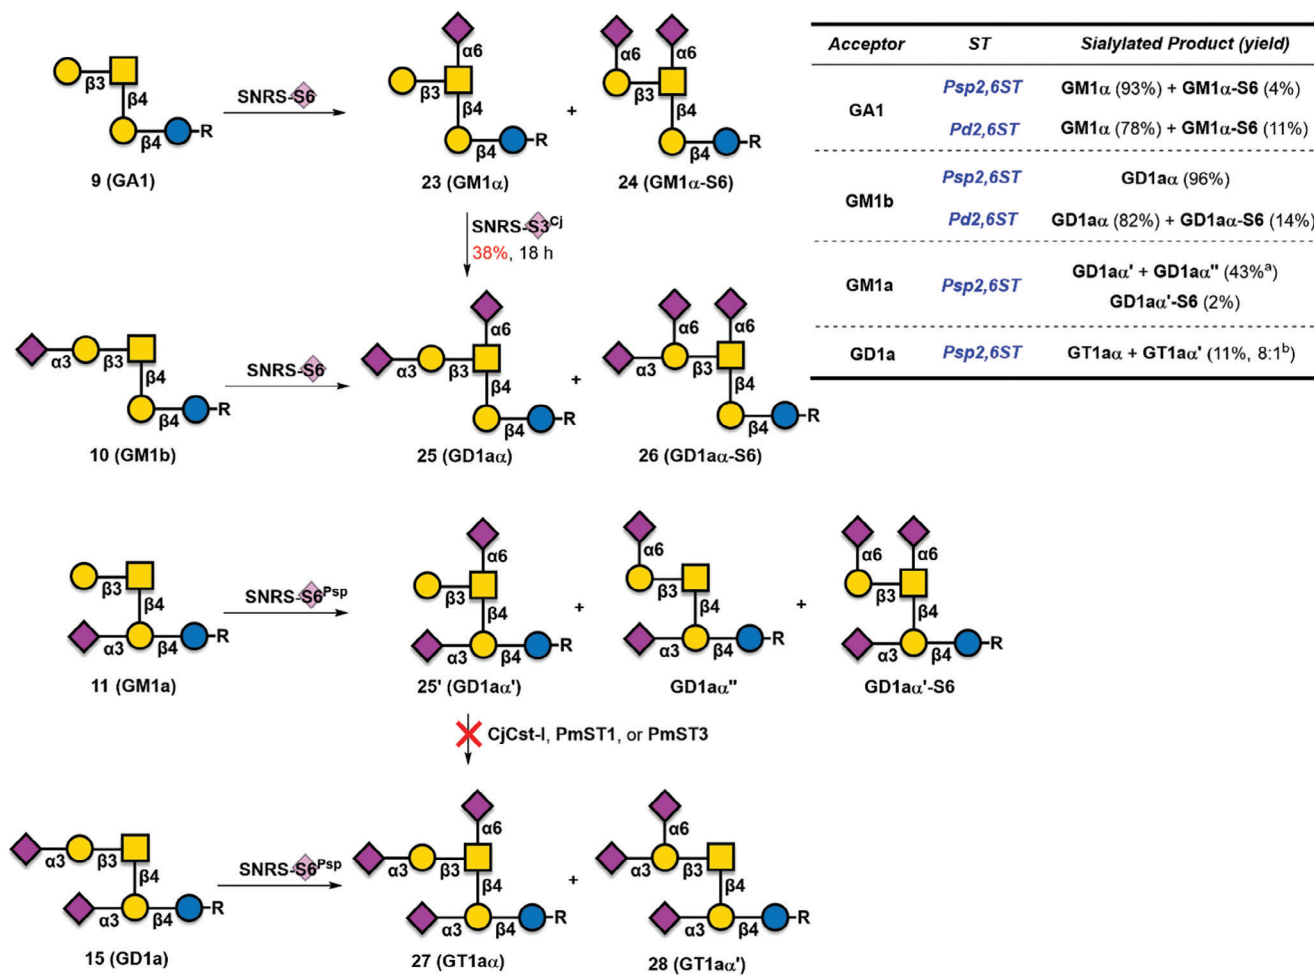 Acceptor ST Sialylated Product (yield)
GA1
Psp2,6ST GM1α (93%) + GM1α-S6 (4%)
Pd2,6ST GM1α (78%) + GM1α-S6 (11%)
GM1b
Psp2,6ST GD1aα (96%)
Pd2,6ST GD1aα (82%) + GD1aα-S6 (14%)
GM1a
Psp2,6ST GD1aα' + GD1aα'' (43%ᵃ)
GD1aα'-S6 (2%)
GD1a Psp2,6ST GT1aα + GT1aα' (11%, 8:1ᵇ)
β3
β4
β4 R
9 (GA1)
SNRS-S6
α6
β3
β4
β4 R
23 (GM1α)
+
α6 α6
β3
β4
β4 R
24 (GM1α-S6)
SNRS-S3Cj
38%, 18 h
α3 β3
β4
β4 R
10 (GM1b)
SNRS-S6
α6
α3 β3
β4
β4 R
25 (GD1aα)
+
α6 α6
α3 β3
β4
β4 R
26 (GD1aα-S6)
β3
β4
α3 β4 R
11 (GM1a)
SNRS-S6Psp
α6
β3
β4
α3 β4 R
25' (GD1aα')
+
α6
β3
β4
α3 β4 R
GD1aα''
+
α6 α6
β3
β4
α3 β4 R
GD1aα'-S6
CjCst-I, PmST1, or PmST3
α3 β3
β4
α3 β4 R
15 (GD1a)
SNRS-S6Psp
α6
α3 β3
β4
α3 β4 R
27 (GT1aα)
+
α6
α3 β3
β4
α3 β4 R
28 (GT1aα')